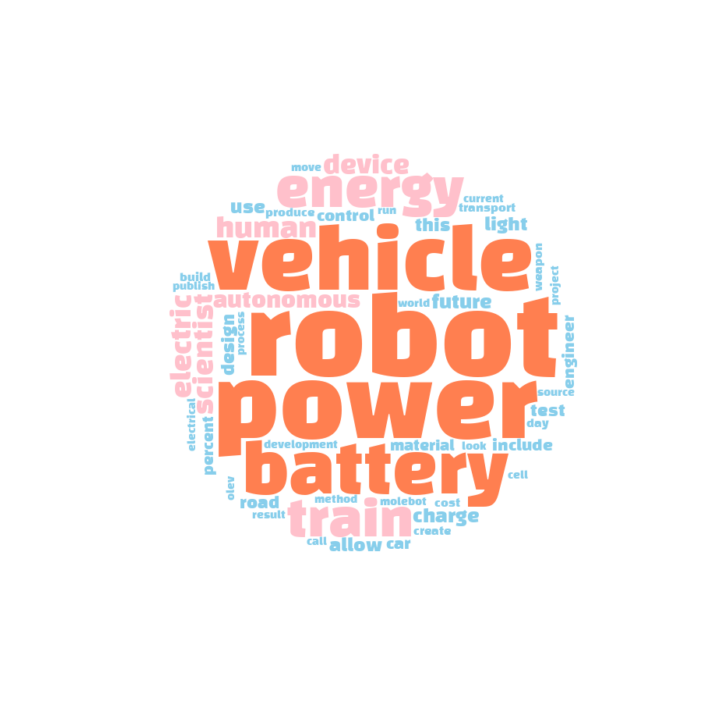 move device
energy current
use produce control run transport
human this light
vehicle weapon
build
publish project
autonomous world future
electric
scientist
design
process
robot
engineer
power source
test
day
electrical
percent
development material look include
battery cell
olev
road method molebot cost
result train charge
create
call allow car